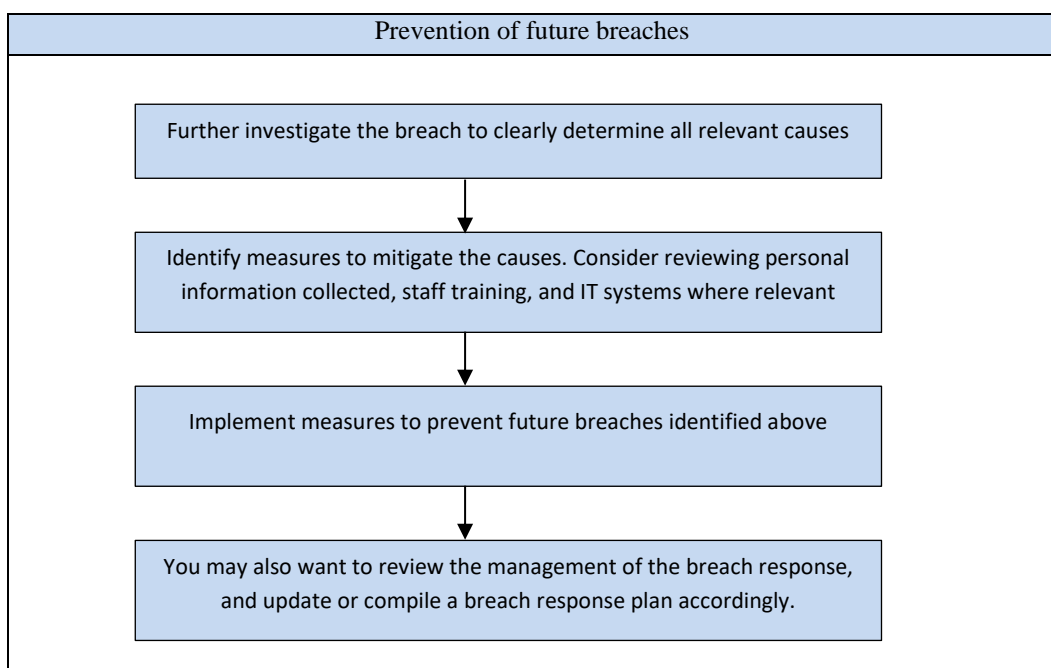 Prevention of future breaches
Further investigate the breach to clearly determine all relevant causes
Identify measures to mitigate the causes. Consider reviewing personal
information collected, staff training, and IT systems where relevant
Implement measures to prevent future breaches identified above
You may also want to review the management of the breach response,
and update or compile a breach response plan accordingly.